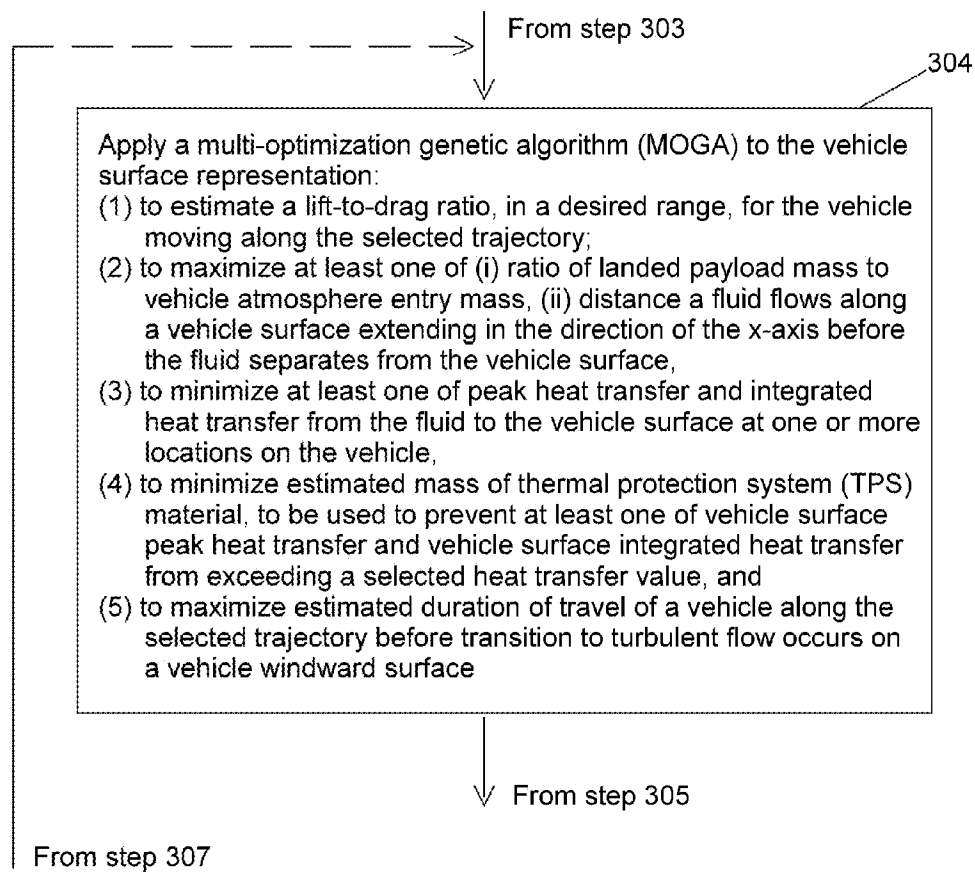 From step 303
304
Apply a multi-optimization genetic algorithm (MOGA) to the vehicle
surface representation:
(1) to estimate a lift-to-drag ratio, in a desired range, for the vehicle
moving along the selected trajectory;
(2) to maximize at least one of (i) ratio of landed payload mass to
vehicle atmosphere entry mass, (ii) distance a fluid flows along
a vehicle surface extending in the direction of the x-axis before
the fluid separates from the vehicle surface,
(3) to minimize at least one of peak heat transfer and integrated
heat transfer from the fluid to the vehicle surface at one or more
locations on the vehicle,
(4) to minimize estimated mass of thermal protection system (TPS)
material, to be used to prevent at least one of vehicle surface
peak heat transfer and vehicle surface integrated heat transfer
from exceeding a selected heat transfer value, and
(5) to maximize estimated duration of travel of a vehicle along the
selected trajectory before transition to turbulent flow occurs on
a vehicle windward surface
From step 305
From step 307